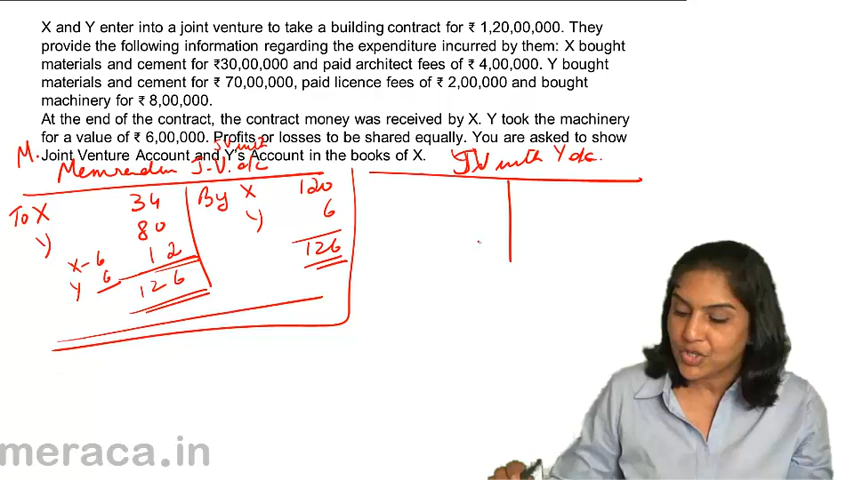 X and Y enter into a joint venture to take a building contract for ₹ 1,20,00,000. They
provide the following information regarding the expenditure incurred by them: X bought
materials and cement for ₹30,00,000 and paid architect fees of ₹ 4,00,000. Y bought
materials and cement for ₹ 70,00,000, paid licence fees of ₹ 2,00,000 and bought
machinery for ₹ 8,00,000.
At the end of the contract, the contract money was received by X. Y took the machinery
for a value of ₹ 6,00,000. Profits or losses to be shared equally. You are asked to show
JV with
M. Joint Venture Account and Y's Account in the books of X.
J.V. a/c
To X 34 By X 120
Y 80 Y 6
X-6 12 126
Y 6
126
JV with Y a/c.
meraca.in